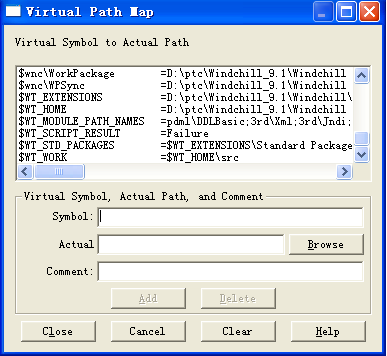 Virtual Path Map
Virtual Symbol to Actual Path
$wnc\WorkPackage =D:\ptc\Windchill_9.1\Windchill
$wnc\WPSync =D:\ptc\Windchill_9.1\Windchill
$WT_EXTENSIONS =D:\ptc\Windchill_9.1\Windchill\
$WT_HOME =D:\ptc\Windchill_9.1\Windchill
$WT_MODULE_PATH_NAMES =pdml\DDLBasic;3rd\Xml;3rd\Jndi;
$WT_SCRIPT_RESULT =Failure
$WT_STD_PACKAGES =$WT_EXTENSIONS\Standard Package
$WT_WORK =$WT_HOME\src
Virtual Symbol, Actual Path, and Comment
Symbol:
Actual Browse
Comment:
Add Delete
Close Cancel Clear Help